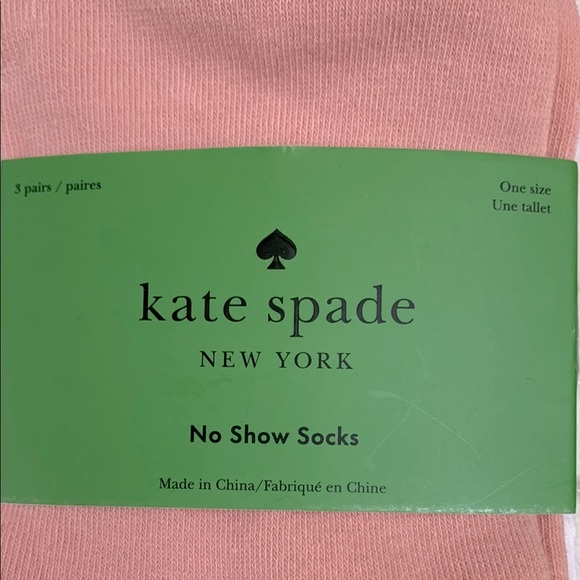 3 pairs / paires
One size
Une tallet
kate spade
NEW YORK
No Show Socks
Made in China/Fabriqué en Chine